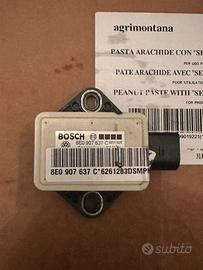 agrimontana
PASTA ARACHIDE CON "SE
PATE ARACHIDE AVEC "SE
PEANUT PASTE WITH "SE
BOSCH
8E0 907 637 C
8E0 907 637 C*6261283DSMP
subito